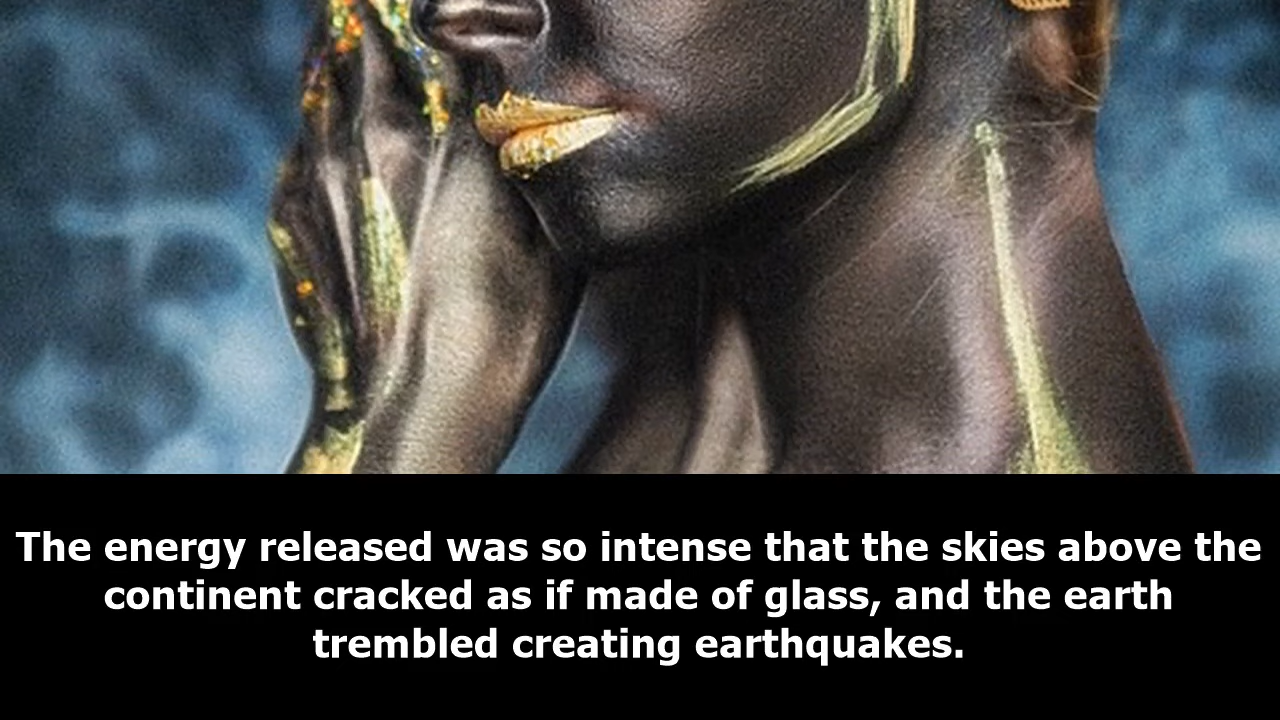 The energy released was so intense that the skies above the
continent cracked as if made of glass, and the earth
trembled creating earthquakes.